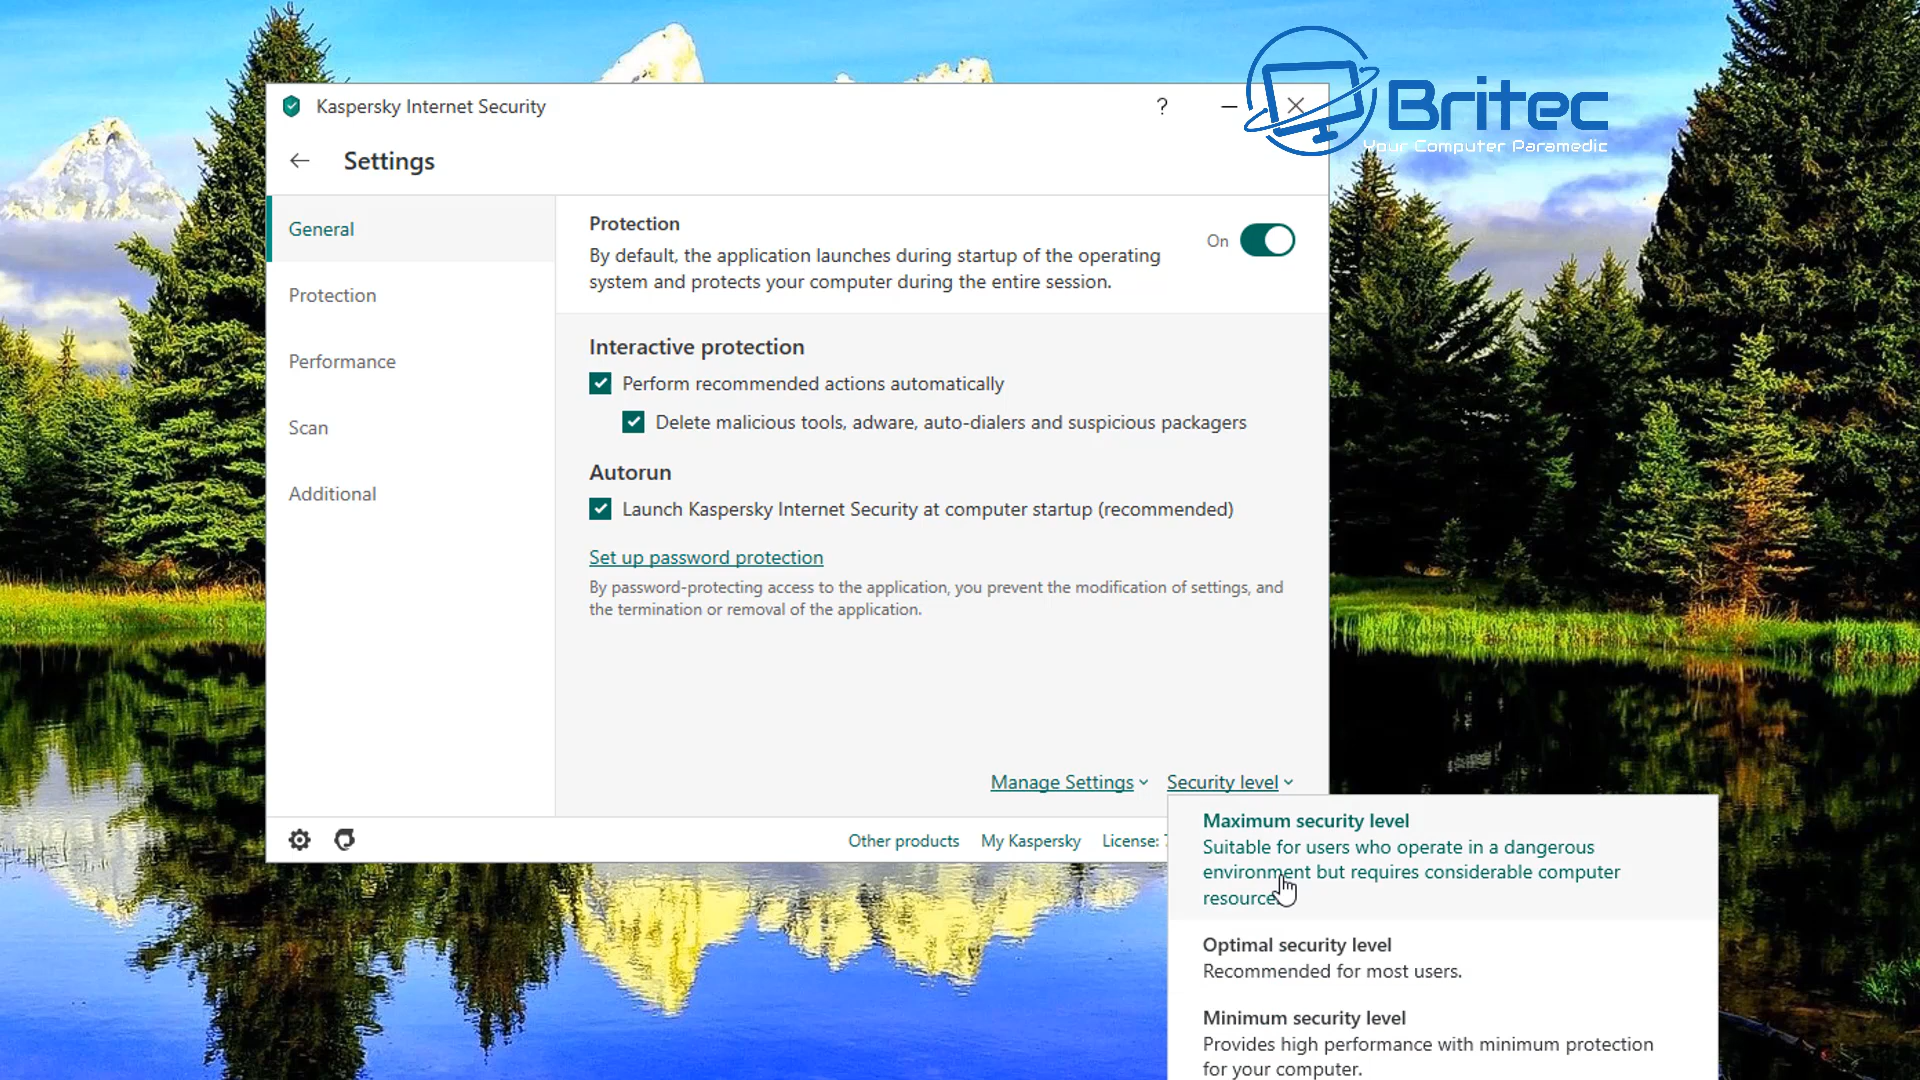 Kaspersky Internet Security
?
Britec
Your Computer Paramedic
Settings
General
Protection
Performance
Scan
Additional
Protection
By default, the application launches during startup of the operating
system and protects your computer during the entire session.
On
Interactive protection
Perform recommended actions automatically
Delete malicious tools, adware, auto-dialers and suspicious packagers
Autorun
Launch Kaspersky Internet Security at computer startup (recommended)
Set up password protection
By password-protecting access to the application, you prevent the modification of settings, and
the termination or removal of the application.
Manage Settings
Security level
Other products
My Kaspersky
License:
Maximum security level
Suitable for users who operate in a dangerous
environment but requires considerable computer
Optimal security level
Recommended for most users.
Minimum security level
Provides high performance with minimum protection
for your computer.